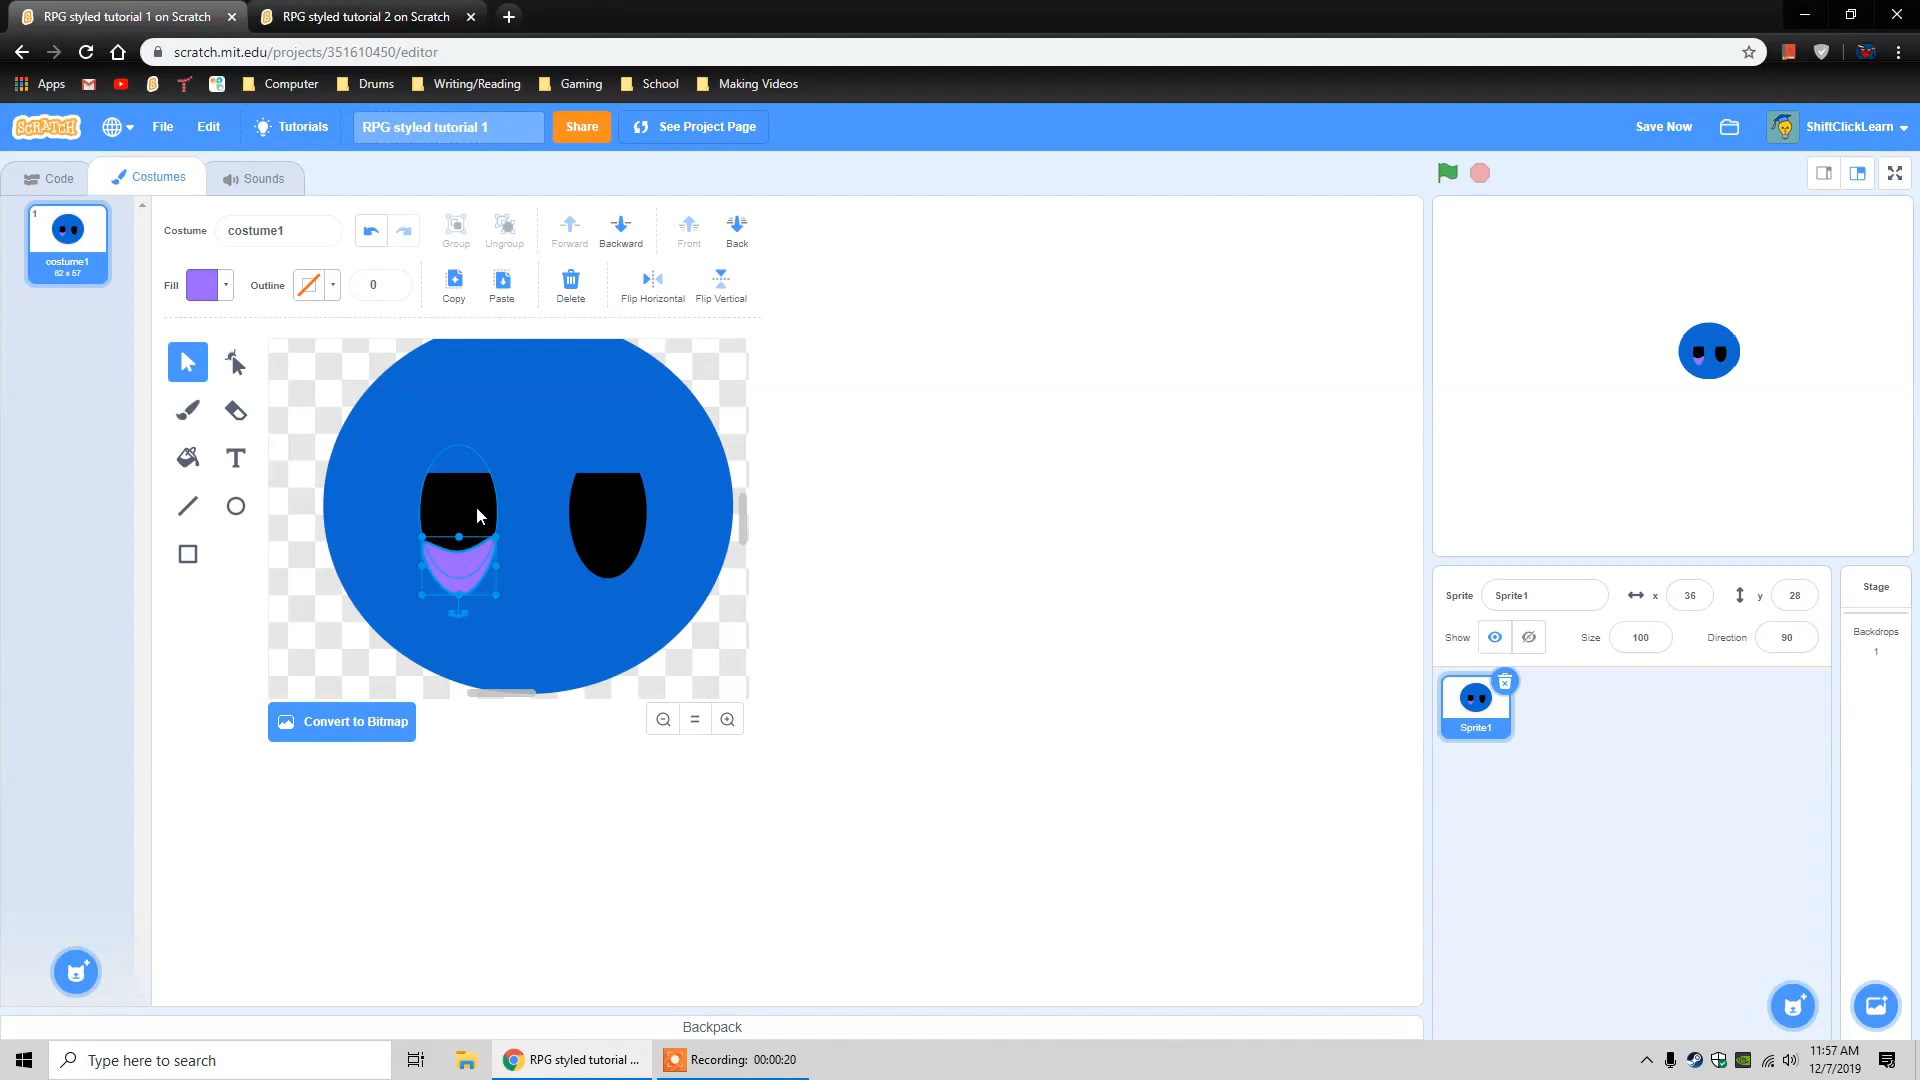 RPG styled tutorial 1 on Scratch
RPG styled tutorial 2 on Scratch
scratch.mit.edu/projects/351610450/editor
Apps
Computer
Drums
Writing/Reading
Gaming
School
Making Videos
SCRATCH
File
Edit
Tutorials
RPG styled tutorial 1
Share
See Project Page
Save Now
ShiftClickLearn
Code
Costumes
Sounds
1
costume1
62 x 57
Costume
costume1
Group
Ungroup
Forward
Backward
Front
Back
Fill
Outline
0
Copy
Paste
Delete
Flip Horizontal
Flip Vertical
T
Convert to Bitmap
Sprite
Sprite1
x
36
y
28
Show
Size
100
Direction
90
Sprite1
Stage
Backdrops
1
Backpack
Type here to search
RPG styled tutorial ...
Recording: 00:00:20
11:57 AM
12/7/2019